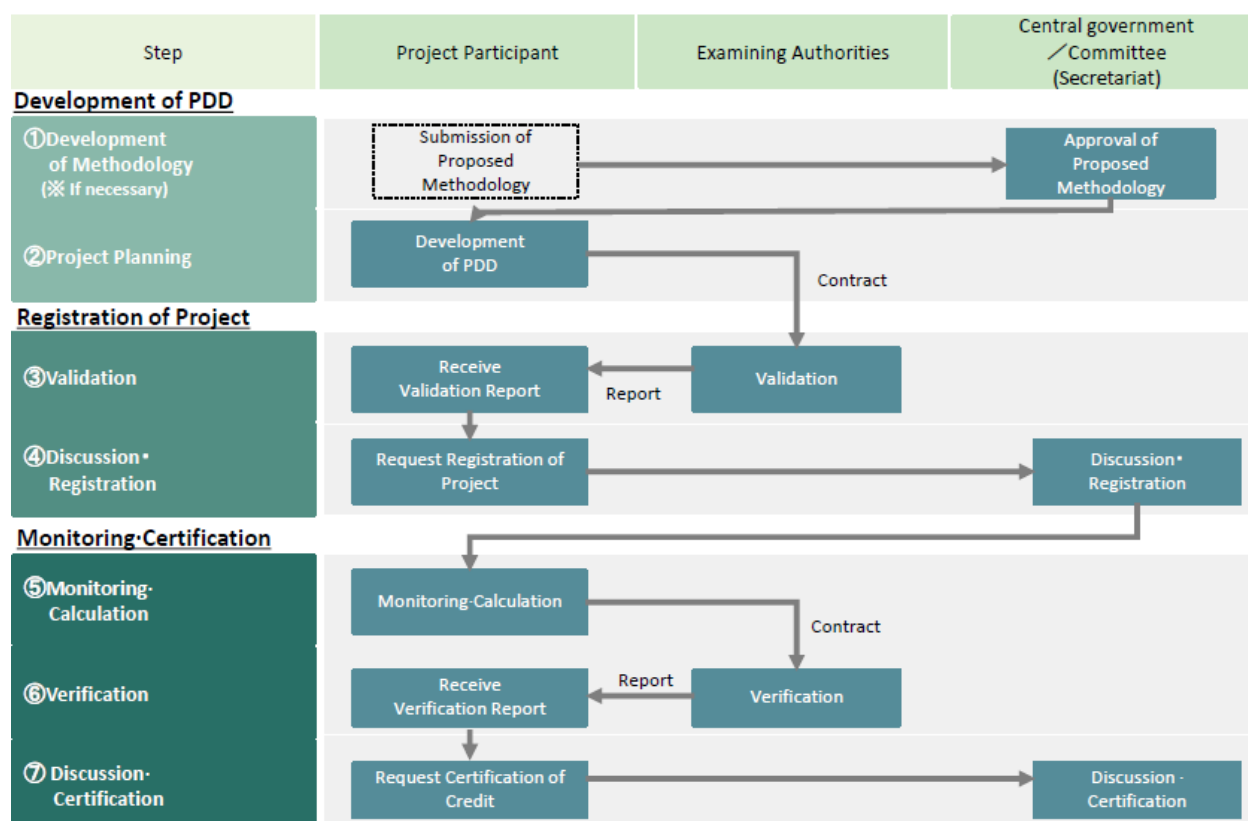 Step
Project Participant
Examining Authorities
Central government
／Committee
(Secretariat)
Development of PDD
①Development
of Methodology
(※ If necessary)
Submission of
Proposed
Methodology
Approval of
Proposed
Methodology
②Project Planning
Development
of PDD
Contract
Registration of Project
③Validation
Receive
Validation Report
Report
Validation
④Discussion・
Registration
Request Registration of
Project
Discussion・
Registration
Monitoring·Certification
⑤Monitoring·
Calculation
Monitoring·Calculation
Contract
⑥Verification
Receive
Verification Report
Report
Verification
⑦ Discussion·
Certification
Request Certification of
Credit
Discussion ·
Certification